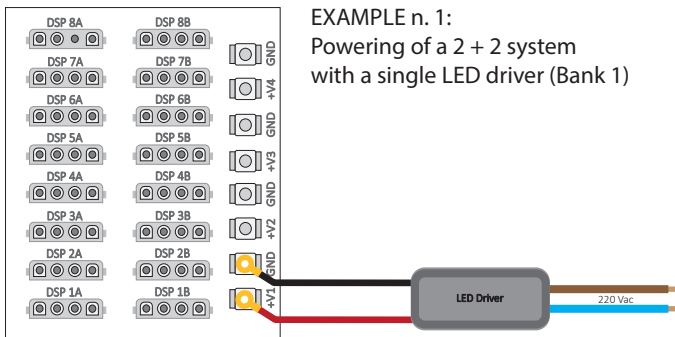 EXAMPLE n. 1:
Powering of a 2 + 2 system
with a single LED driver (Bank 1)
DSP 8A
DSP 8B
GND
DSP 7A
DSP 7B
+V4
DSP 6A
DSP 6B
GND
DSP 5A
DSP 5B
+V3
DSP 4A
DSP 4B
GND
DSP 3A
DSP 3B
+V2
DSP 2A
DSP 2B
GND
DSP 1A
DSP 1B
+V1
LED Driver
220 Vac